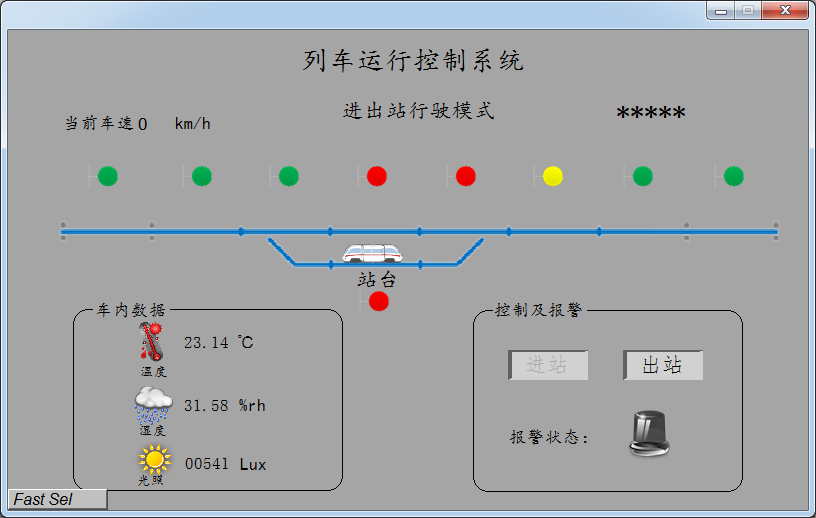 列车运行控制系统
进出站行驶模式
*****
当前车速0 km/h
站台
车内数据
23.14 ℃
温度
31.58 %rh
湿度
00541 Lux
光照
控制及报警
进站
出站
报警状态:
Fast Sel